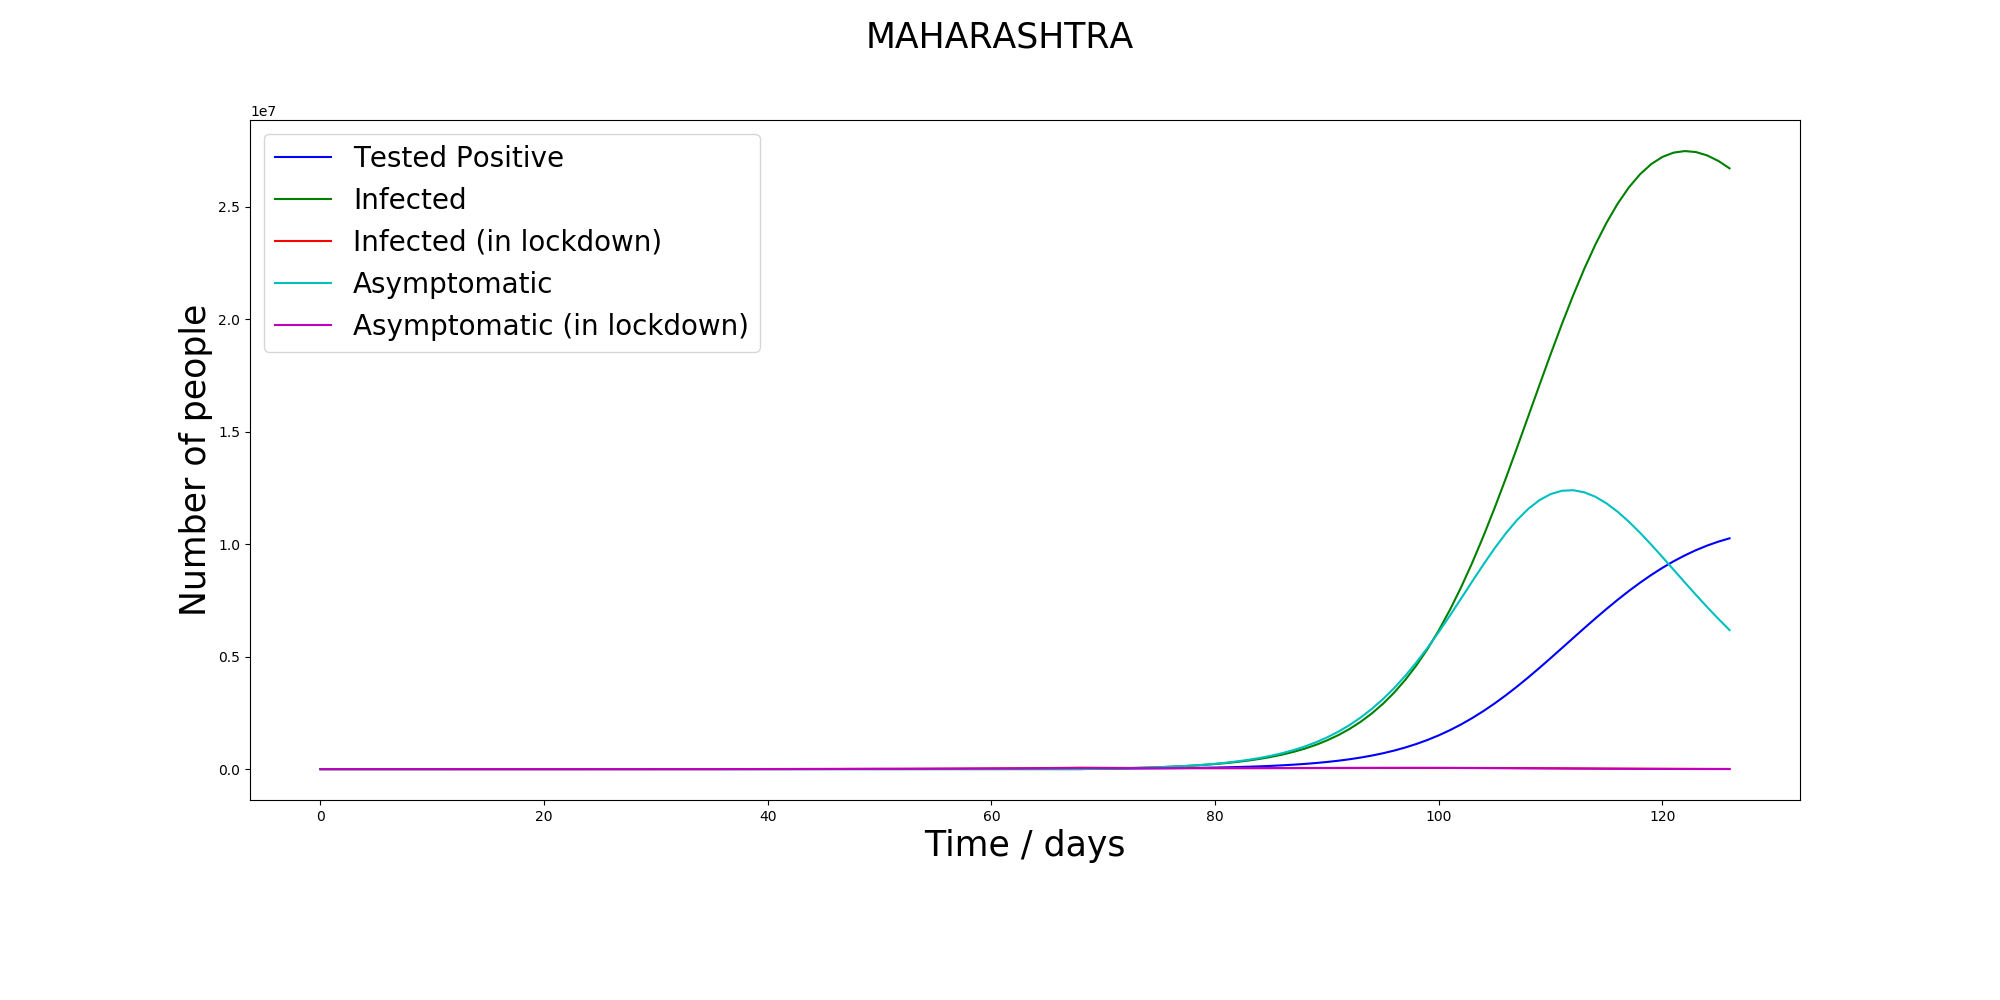 MAHARASHTRA
1e7
Tested Positive
Infected
Infected (in lockdown)
Asymptomatic
Asymptomatic (in lockdown)
Number of people
2.5
2.0
1.5
1.0
0.5
0.0
0 20 40 60 80 100 120
Time / days